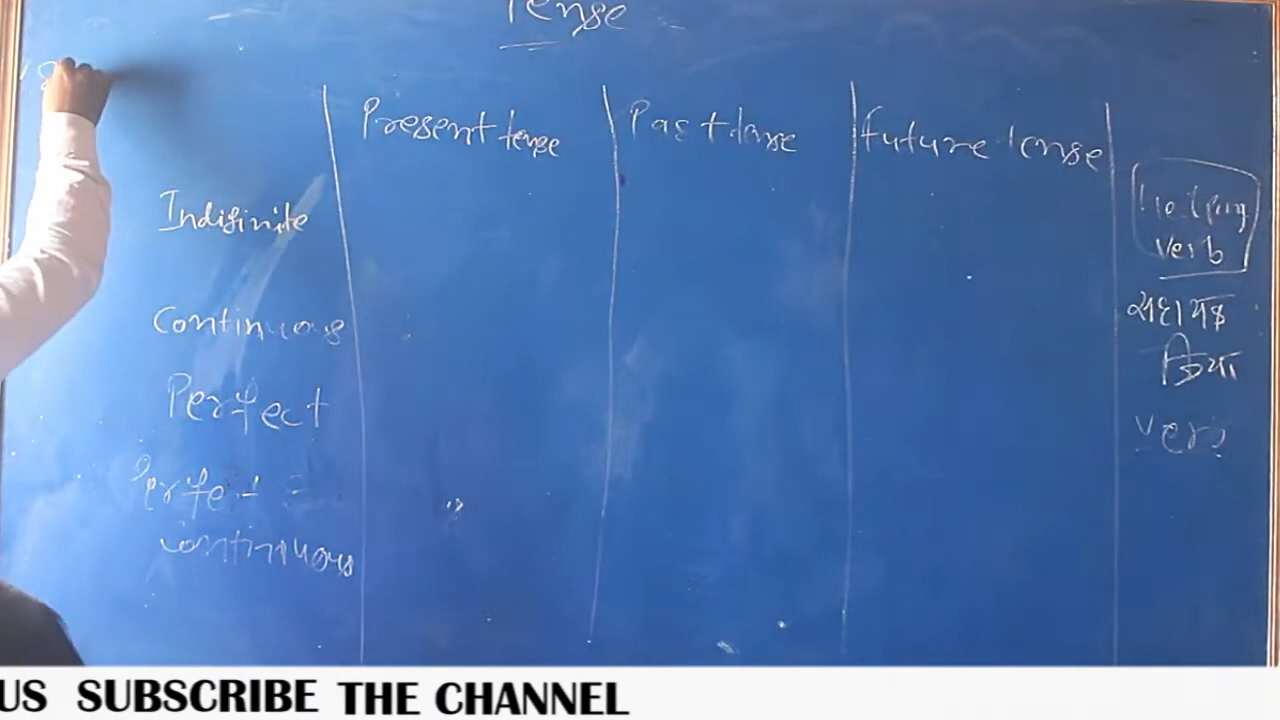 Tense
Present tense
Past tense
future tense
Indifinite
Continuous
Perfect
Perfect =
continuous
Helping
verb
सहायक
क्रिया
US SUBSCRIBE THE CHANNEL